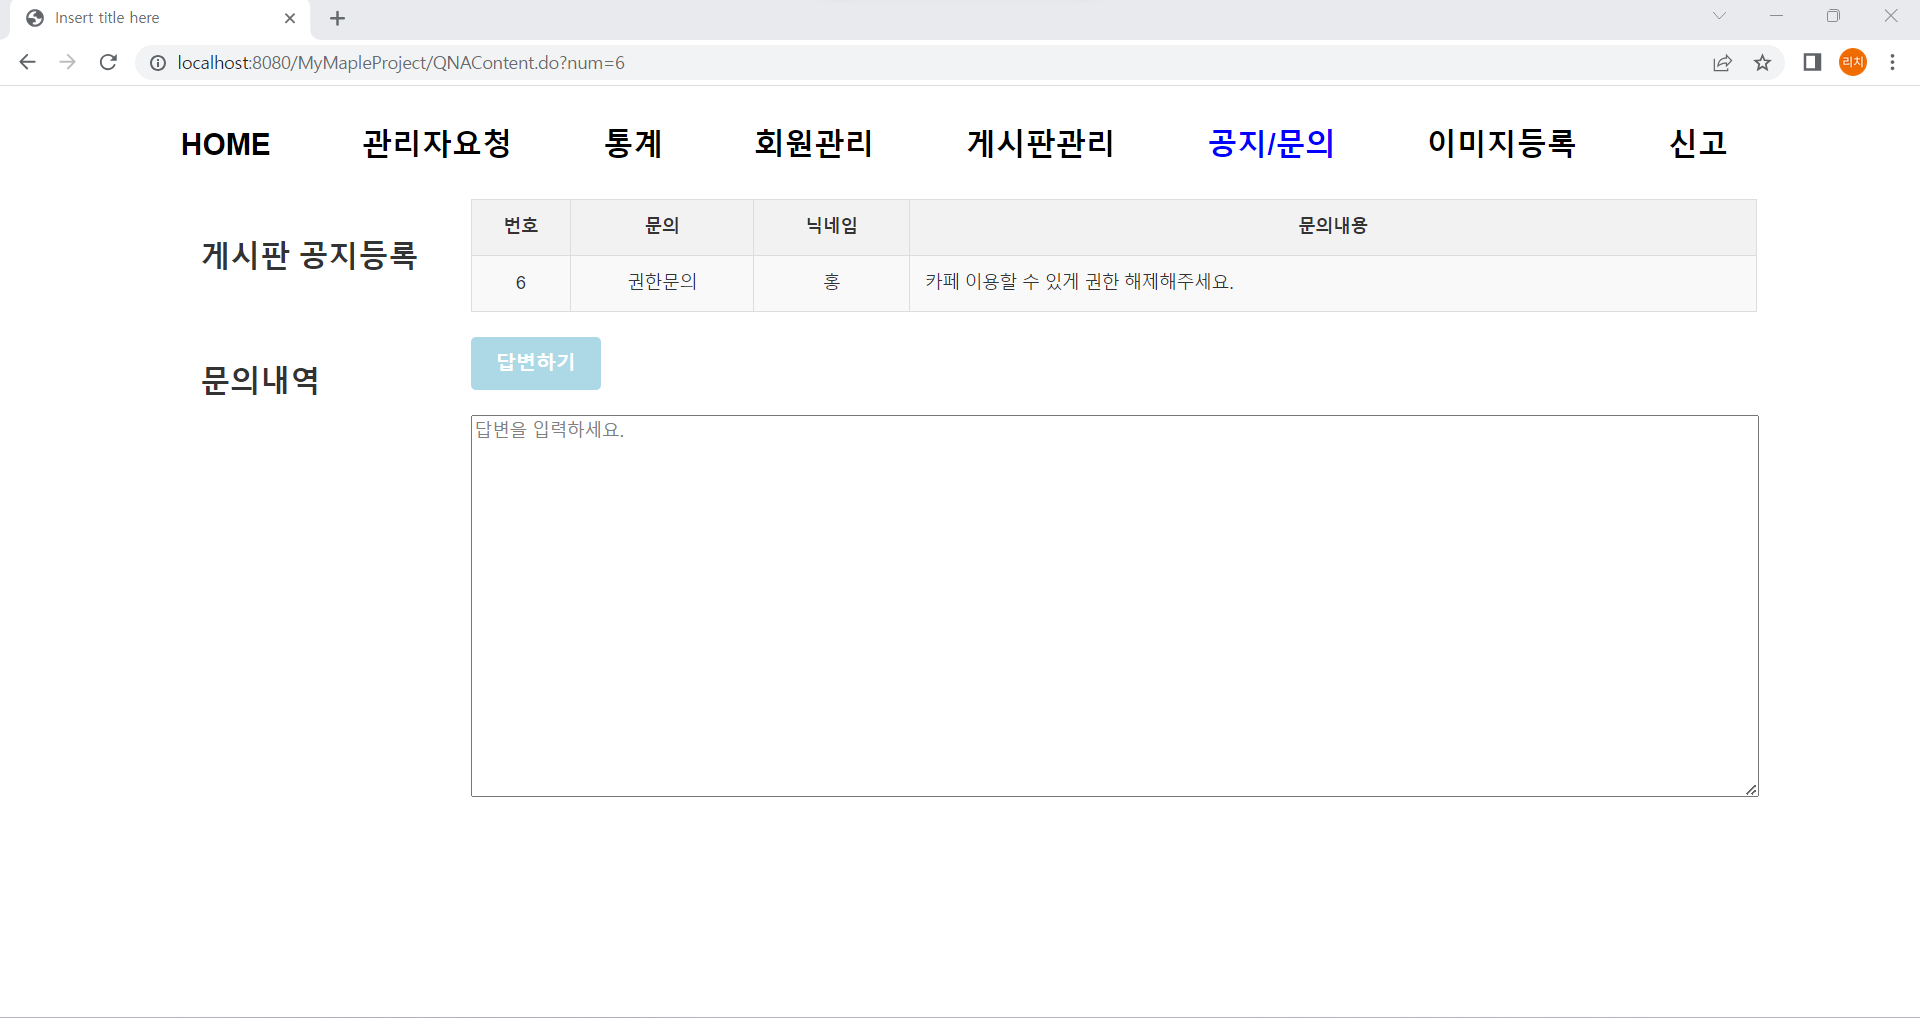 Insert title here
localhost:8080/MyMapleProject/QNAContent.do?num=6
리치
HOME 관리자요청 통계 회원관리 게시판관리 공지/문의 이미지등록 신고
게시판 공지등록
문의내역
번호 문의 닉네임 문의내용
6 권한문의 홍 카페 이용할 수 있게 권한 해제해주세요.
답변하기
답변을 입력하세요.